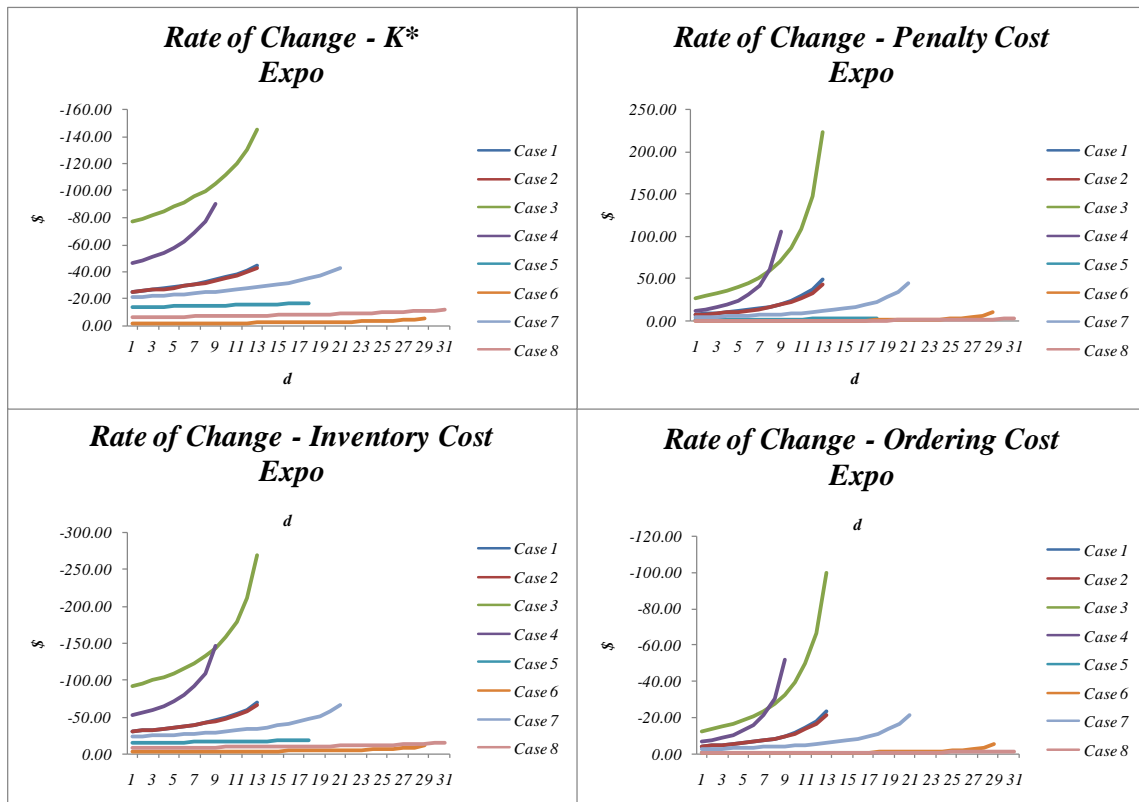 Rate of Change - K*
Expo
-160.00
-140.00
-120.00
-100.00
-80.00
-60.00
-40.00
-20.00
0.00
$
1 3 5 7 9 11 13 15 17 19 21 23 25 27 29 31
d
Case 1
Case 2
Case 3
Case 4
Case 5
Case 6
Case 7
Case 8
Rate of Change - Penalty Cost
Expo
250.00
200.00
150.00
100.00
50.00
0.00
$
1 3 5 7 9 11 13 15 17 19 21 23 25 27 29 31
d
Case 1
Case 2
Case 3
Case 4
Case 5
Case 6
Case 7
Case 8
Rate of Change - Inventory Cost
Expo
d
-300.00
-250.00
-200.00
-150.00
-100.00
-50.00
0.00
$
1 3 5 7 9 11 13 15 17 19 21 23 25 27 29 31
Case 1
Case 2
Case 3
Case 4
Case 5
Case 6
Case 7
Case 8
Rate of Change - Ordering Cost
Expo
d
-120.00
-100.00
-80.00
-60.00
-40.00
-20.00
0.00
$
1 3 5 7 9 11 13 15 17 19 21 23 25 27 29 31
Case 1
Case 2
Case 3
Case 4
Case 5
Case 6
Case 7
Case 8